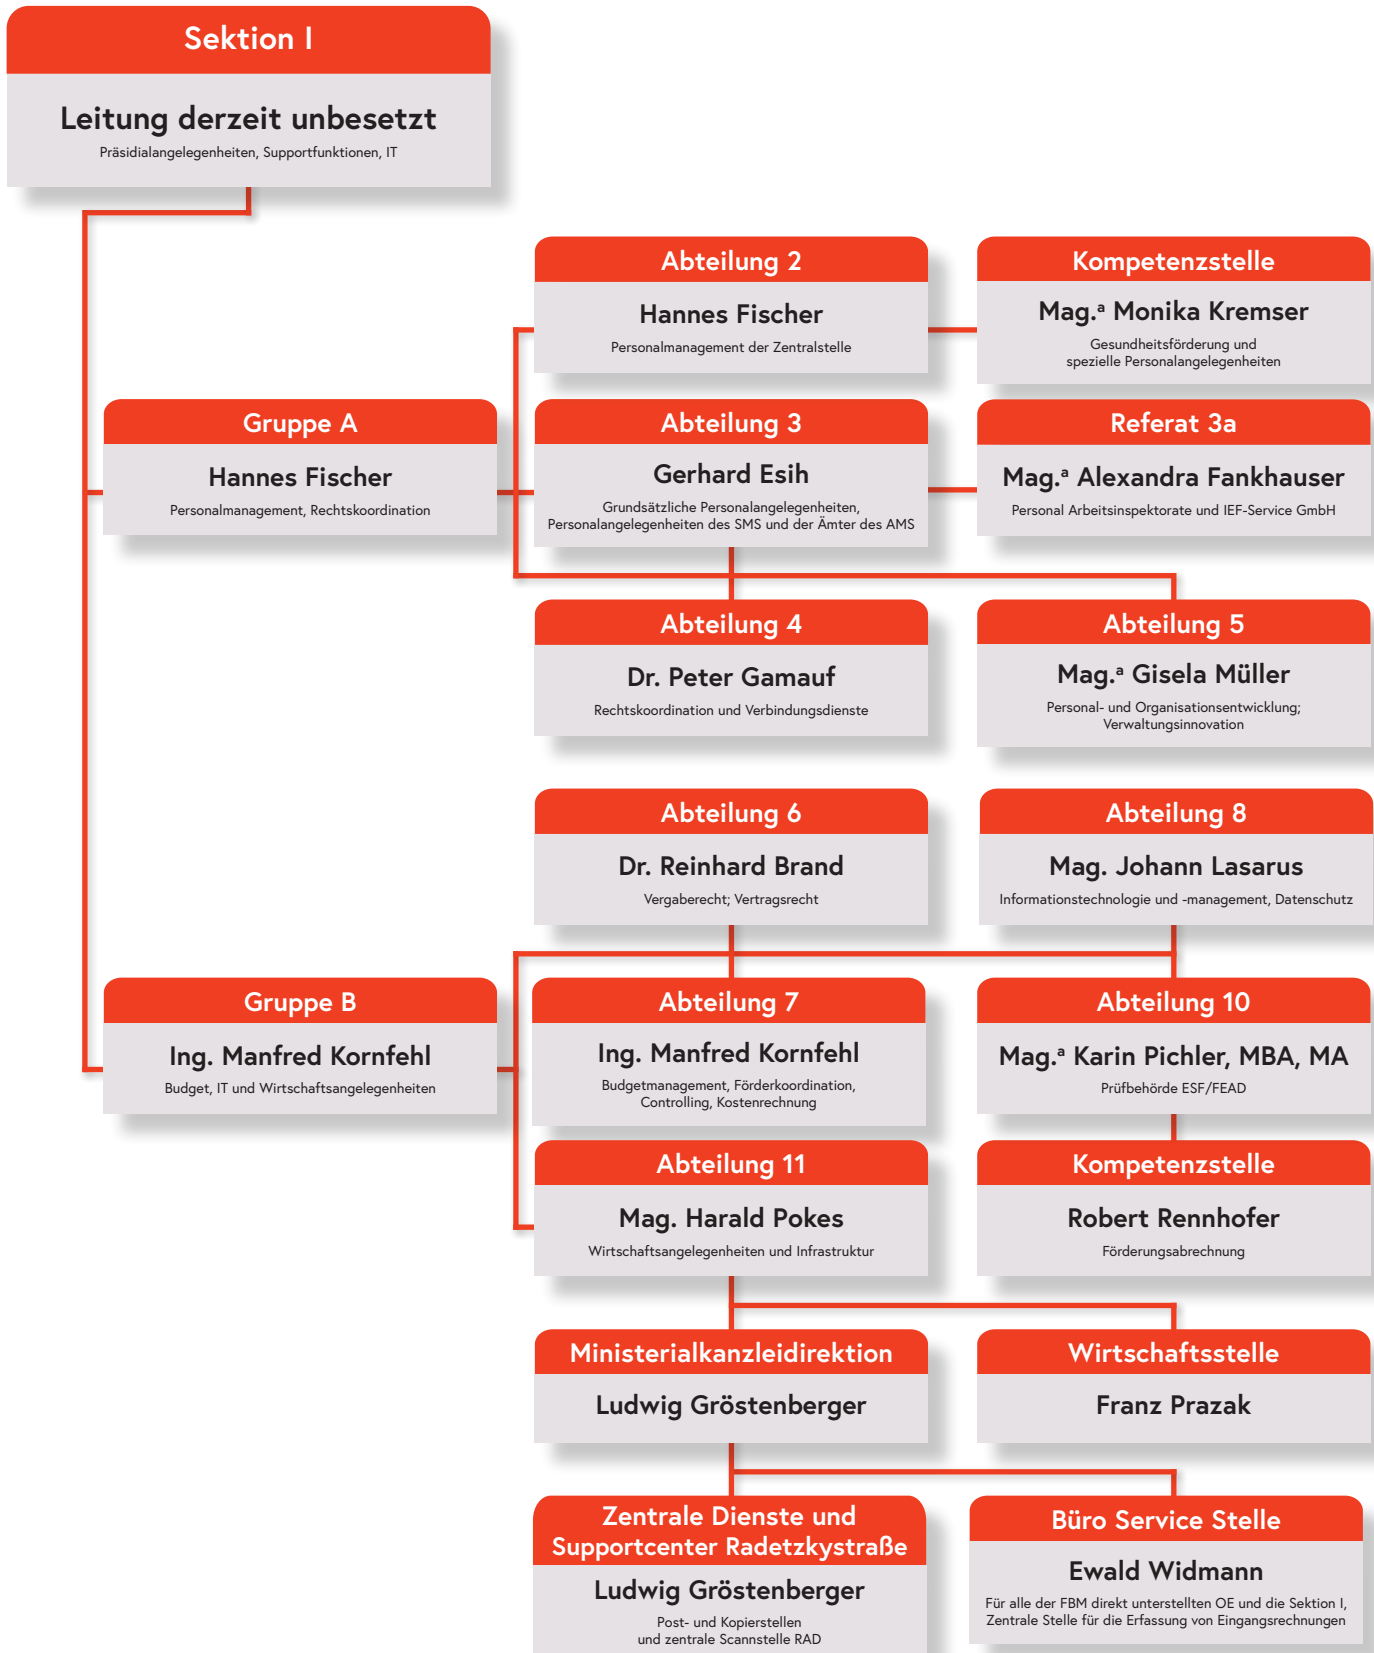 Sektion I
Leitung derzeit unbesetzt
Präsidialangelegenheiten, Supportfunktionen, IT
Abteilung 2
Hannes Fischer
Personalmanagement der Zentralstelle
Kompetenzstelle
Mag.ᵃ Monika Kremser
Gesundheitsförderung und
spezielle Personalangelegenheiten
Gruppe A
Hannes Fischer
Personalmanagement, Rechtskoordination
Abteilung 3
Gerhard Esih
Grundsätzliche Personalangelegenheiten,
Personalangelegenheiten des SMS und der Ämter des AMS
Referat 3a
Mag.ᵃ Alexandra Fankhauser
Personal Arbeitsinspektorate und IEF-Service GmbH
Abteilung 4
Dr. Peter Gamauf
Rechtskoordination und Verbindungsdienste
Abteilung 5
Mag.ᵃ Gisela Müller
Personal- und Organisationsentwicklung;
Verwaltungsinnovation
Abteilung 6
Dr. Reinhard Brand
Vergaberecht; Vertragsrecht
Abteilung 8
Mag. Johann Lasarus
Informationstechnologie und -management, Datenschutz
Gruppe B
Ing. Manfred Kornfehl
Budget, IT und Wirtschaftsangelegenheiten
Abteilung 7
Ing. Manfred Kornfehl
Budgetmanagement, Förderkoordination,
Controlling, Kostenrechnung
Abteilung 10
Mag.ᵃ Karin Pichler, MBA, MA
Prüfbehörde ESF/FEAD
Abteilung 11
Mag. Harald Pokes
Wirtschaftsangelegenheiten und Infrastruktur
Kompetenzstelle
Robert Rennhofer
Förderungsabrechnung
Ministerialkanzleidirektion
Ludwig Gröstenberger
Wirtschaftsstelle
Franz Prazak
Zentrale Dienste und
Supportcenter Radetzkystraße
Ludwig Gröstenberger
Post- und Kopierstellen
und zentrale Scannstelle RAD
Büro Service Stelle
Ewald Widmann
Für alle der FBM direkt unterstellten OE und die Sektion I,
Zentrale Stelle für die Erfassung von Eingangsrechnungen